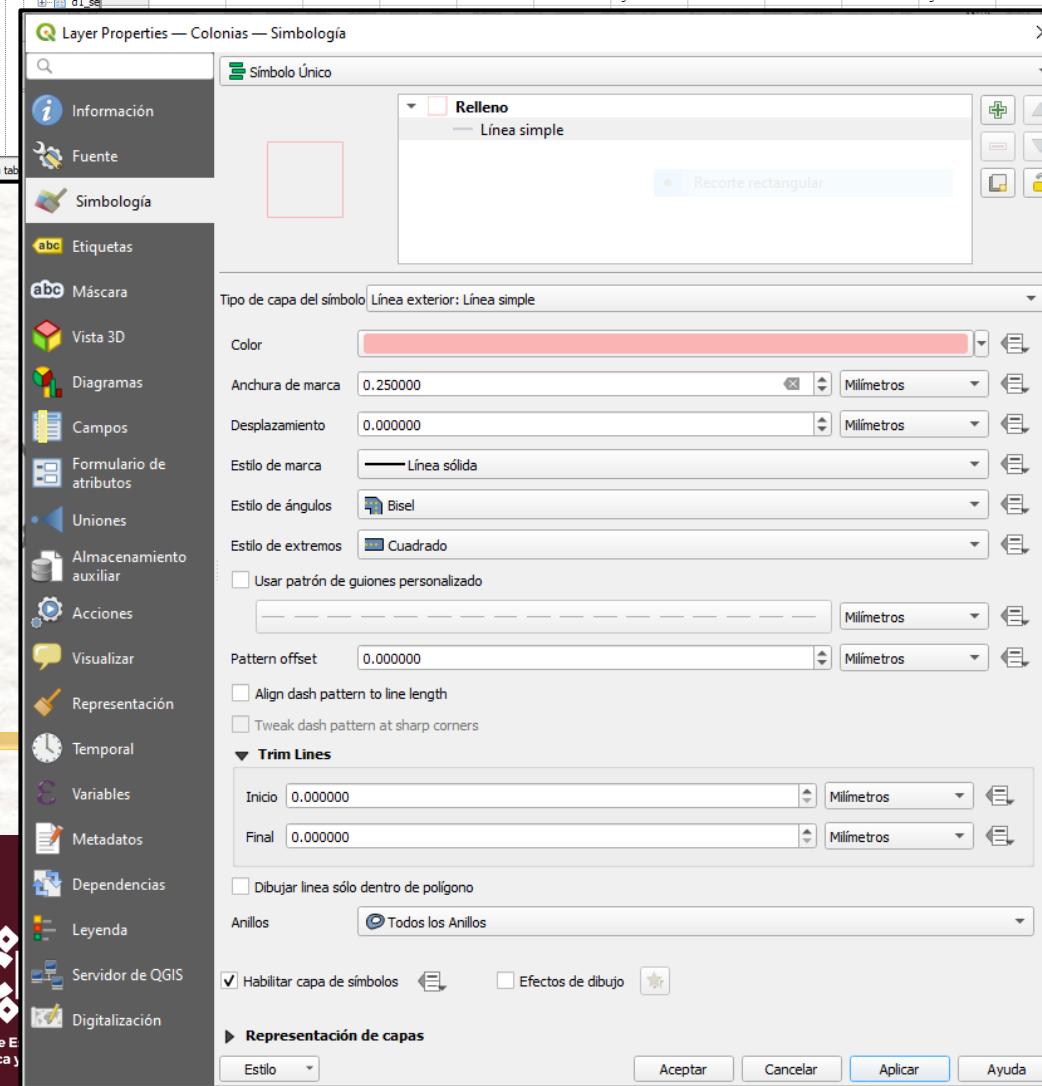 d1_se
Layer Properties — Colonias — Simbología
Símbolo Único
Información
Fuente
Simbología
Etiquetas
Máscara
Vista 3D
Diagramas
Campos
Formulario de
atributos
Uniones
Almacenamiento
auxiliar
Acciones
Visualizar
Representación
Temporal
Variables
Metadatos
Dependencias
Leyenda
Servidor de QGIS
Digitalización
tab
abc
abc
Relleno
Línea simple
Recorte rectangular
Tipo de capa del símbolo Línea exterior: Línea simple
Color
Anchura de marca 0.250000 Milímetros
Desplazamiento 0.000000 Milímetros
Estilo de marca Línea sólida
Estilo de ángulos Bisel
Estilo de extremos Cuadrado
Usar patrón de guiones personalizado
Milímetros
Pattern offset 0.000000 Milímetros
Align dash pattern to line length
Tweak dash pattern at sharp corners
Trim Lines
Inicio 0.000000 Milímetros
Final 0.000000 Milímetros
Dibujar linea sólo dentro de polígono
Anillos Todos los Anillos
Habilitar capa de símbolos Efectos de dibujo
Representación de capas
Estilo Aceptar Cancelar Aplicar Ayuda
e E
ca y